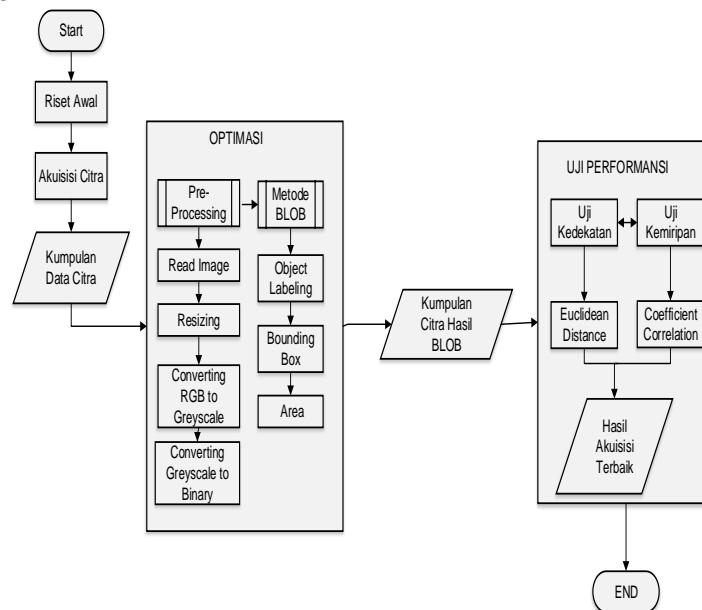 Start
Riset Awal
Akuisisi Citra
Kumpulan
Data Citra
OPTIMASI
Pre-
Processing
Read Image
Resizing
Converting
RGB to
Greyscale
Converting
Greyscale to
Binary
Metode
BLOB
Object
Labeling
Bounding
Box
Area
Kumpulan
Citra Hasil
BLOB
UJI PERFORMANSI
Uji
Kedekatan
Uji
Kemiripan
Euclidean
Distance
Coefficient
Correlation
Hasil
Akuisisi
Terbaik
END